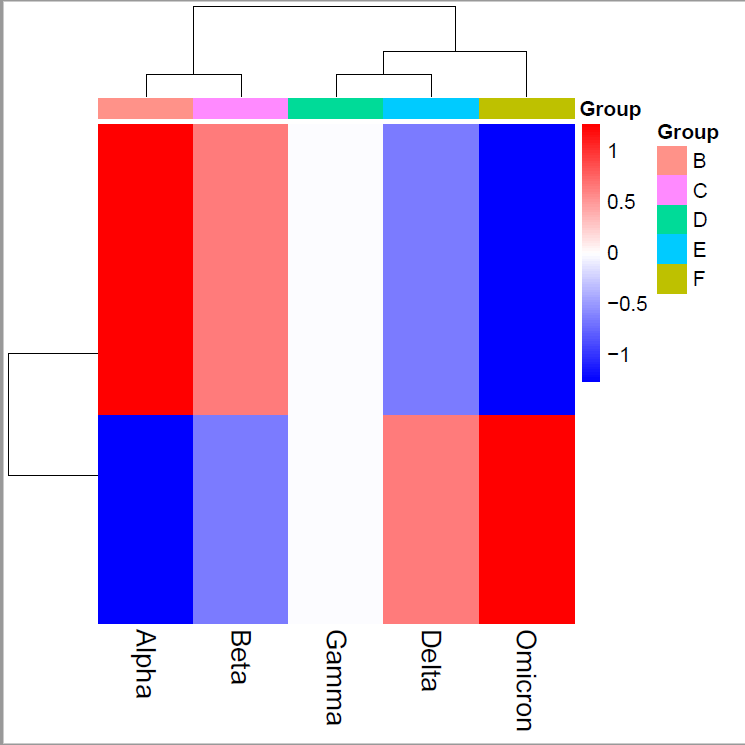 Group
1
0.5
0
−0.5
−1
Group
B
C
D
E
F
Alpha
Beta
Gamma
Delta
Omicron